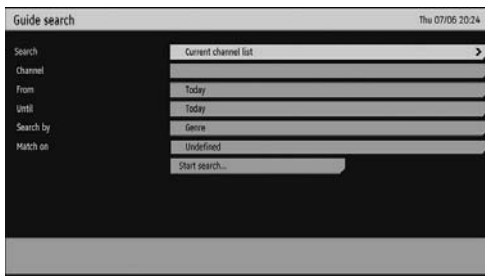 Guide search
Thu 07/06 20:24
Search
Current channel list
Channel
From
Today
Until
Today
Search by
Genre
Match on
Undefined
Start search...